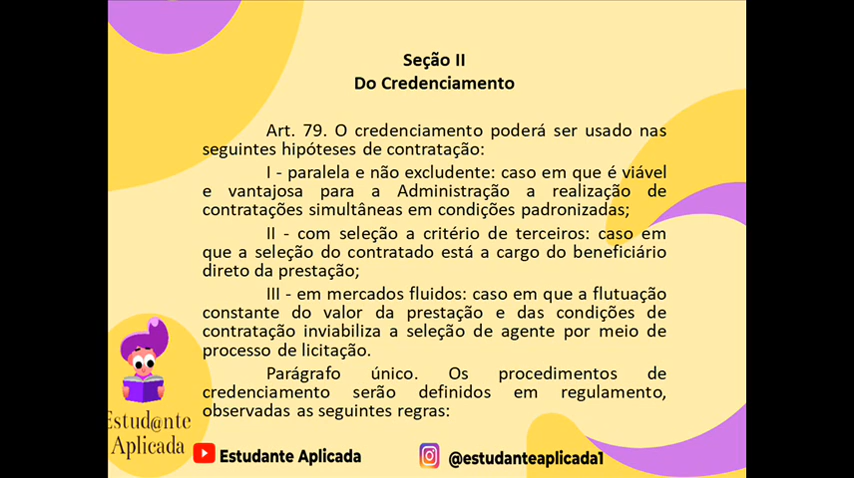 Seção II
Do Credenciamento
Art. 79. O credenciamento poderá ser usado nas
seguintes hipóteses de contratação:
I - paralela e não excludente: caso em que é viável
e vantajosa para a Administração a realização de
contratações simultâneas em condições padronizadas;
II - com seleção a critério de terceiros: caso em
que a seleção do contratado está a cargo do beneficiário
direto da prestação;
III - em mercados fluidos: caso em que a flutuação
constante do valor da prestação e das condições de
contratação inviabiliza a seleção de agente por meio de
processo de licitação.
Parágrafo único. Os procedimentos de
credenciamento serão definidos em regulamento,
observadas as seguintes regras:
Estud@nte
Aplicada
Estudante Aplicada
@estudanteaplicada1